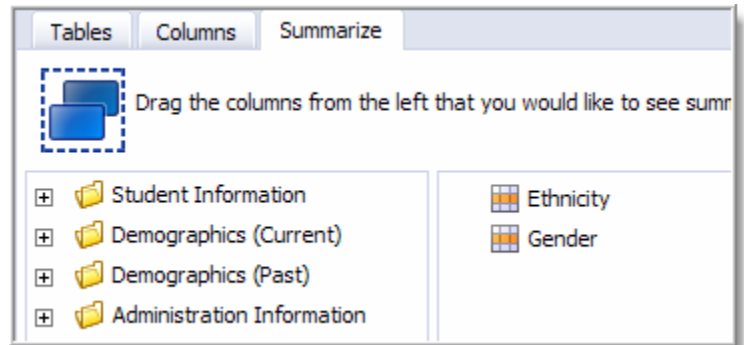 Tables Columns Summarize
Drag the columns from the left that you would like to see
Student Information
Demographics (Current)
Demographics (Past)
Administration Information
Ethnicity
Gender